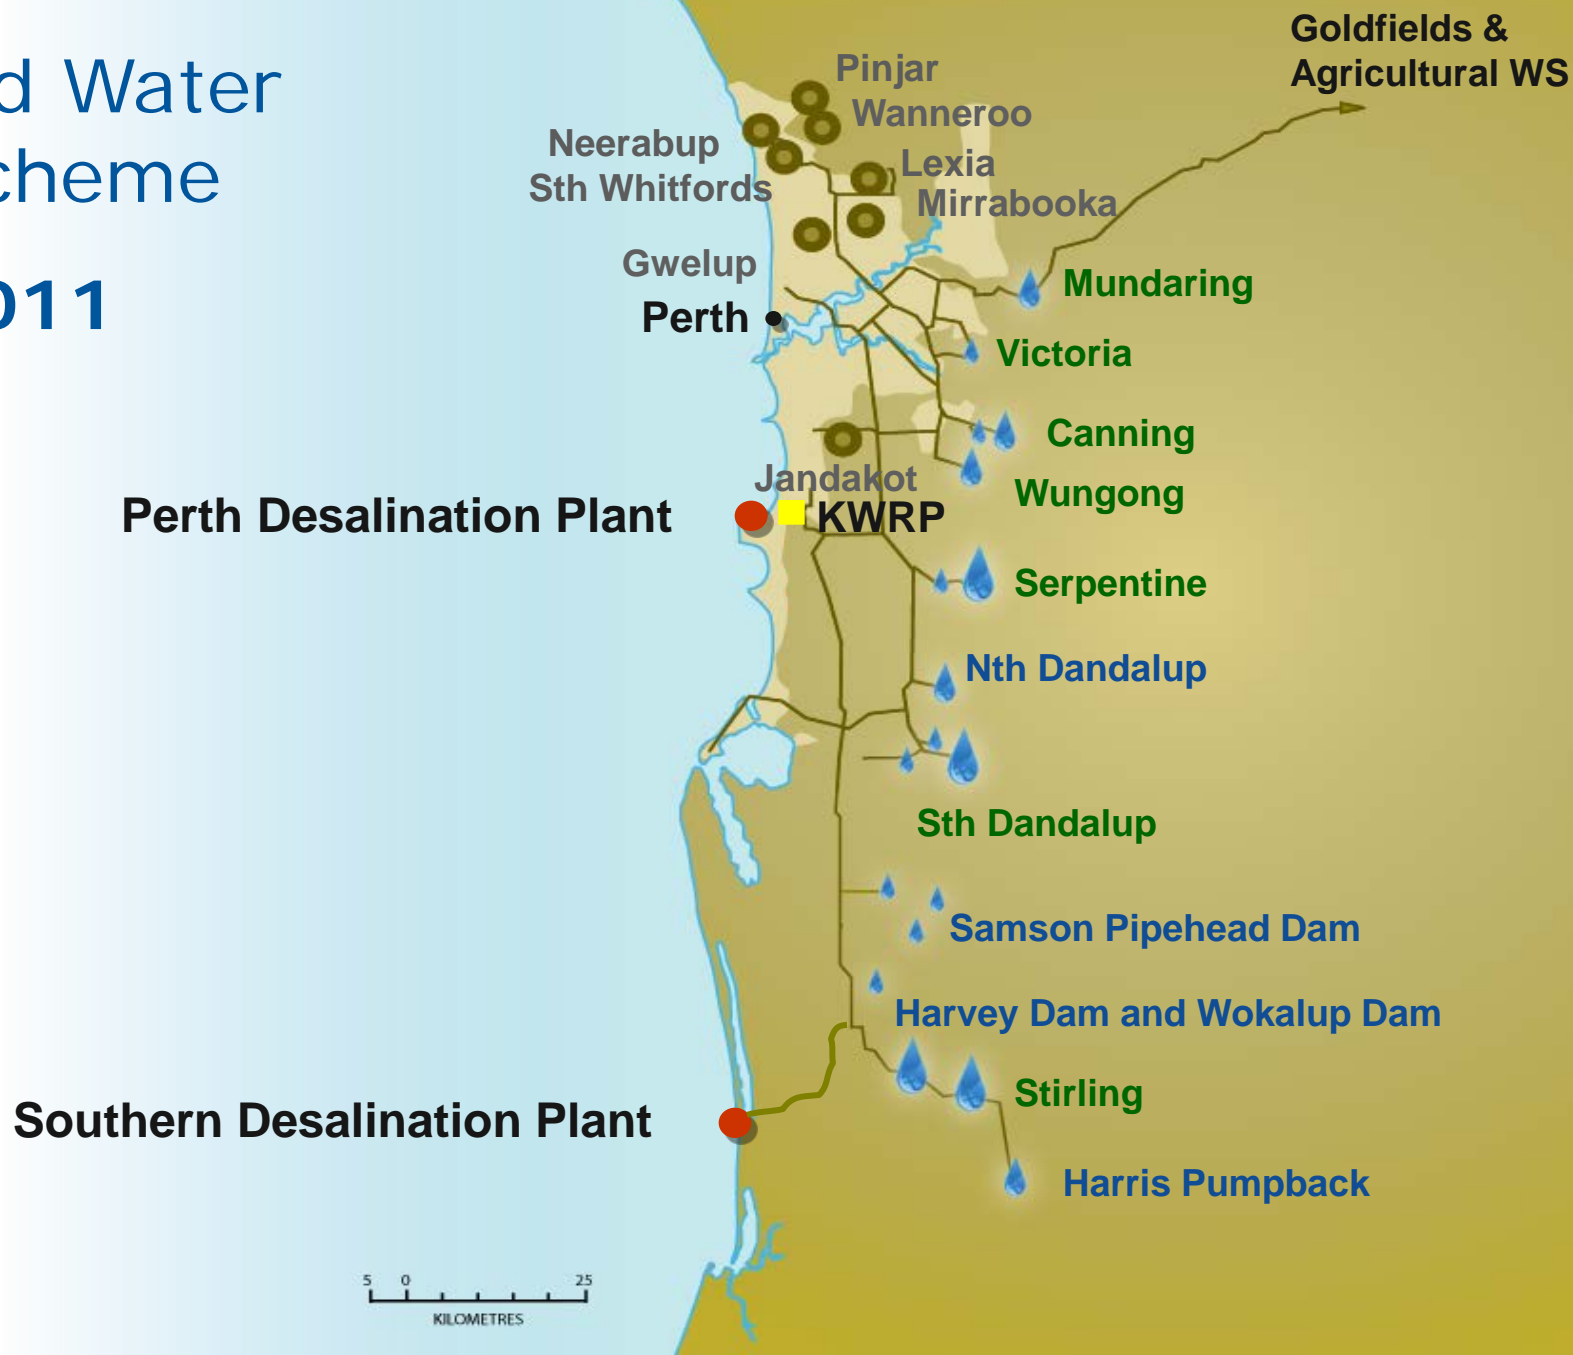 Goldfields &
Agricultural WS
d Water
cheme
011
Pinjar
Wanneroo
Neerabup
Lexia
Sth Whitfords
Mirrabooka
Gwelup
Mundaring
Perth
Victoria
Canning
Jandakot
Wungong
Perth Desalination Plant
KWRP
Serpentine
Nth Dandalup
Sth Dandalup
Samson Pipehead Dam
Harvey Dam and Wokalup Dam
Stirling
Southern Desalination Plant
Harris Pumpback
5 0 25
KILOMETRES